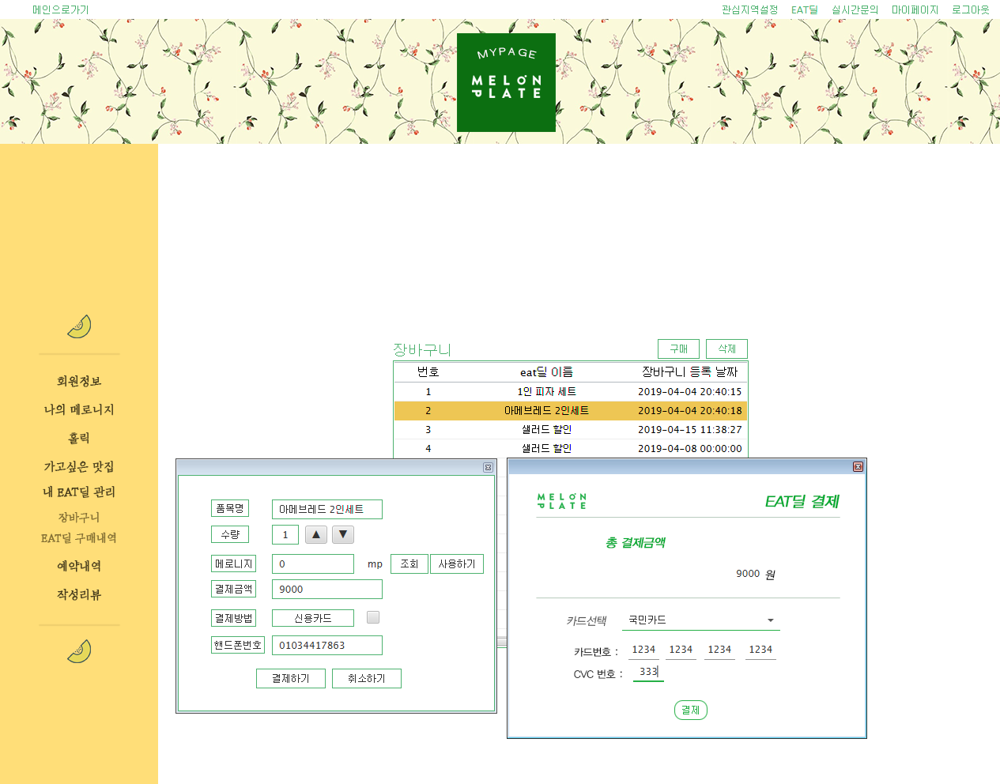 메인으로가기
관심지역설정 EAT딜 실시간문의 마이페이지 로그아웃
MYPAGE
MELON
PLATE
회원정보
나의 메로니지
홀릭
가고싶은 맛집
내 EAT딜 관리
장바구니
EAT딜 구매내역
예약내역
작성리뷰
장바구니 구매 삭제
번호 eat딜 이름 장바구니 등록 날짜
1 1인 피자 세트 2019-04-04 20:40:15
2 아메브레드 2인세트 2019-04-04 20:40:18
3 샐러드 할인 2019-04-15 11:38:27
4 샐러드 할인 2019-04-08 00:00:00
품목명 아메브레드 2인세트
수량 1 ▲ ▼
메로니지 0 mp 조회 사용하기
결제금액 9000
결제방법 신용카드
핸드폰번호 01034417863
결제하기 취소하기
MELON
PLATE
EAT딜 결제
총 결제금액
9000 원
카드선택 국민카드
카드번호 : 1234 1234 1234 1234
CVC 번호 : 333
결제